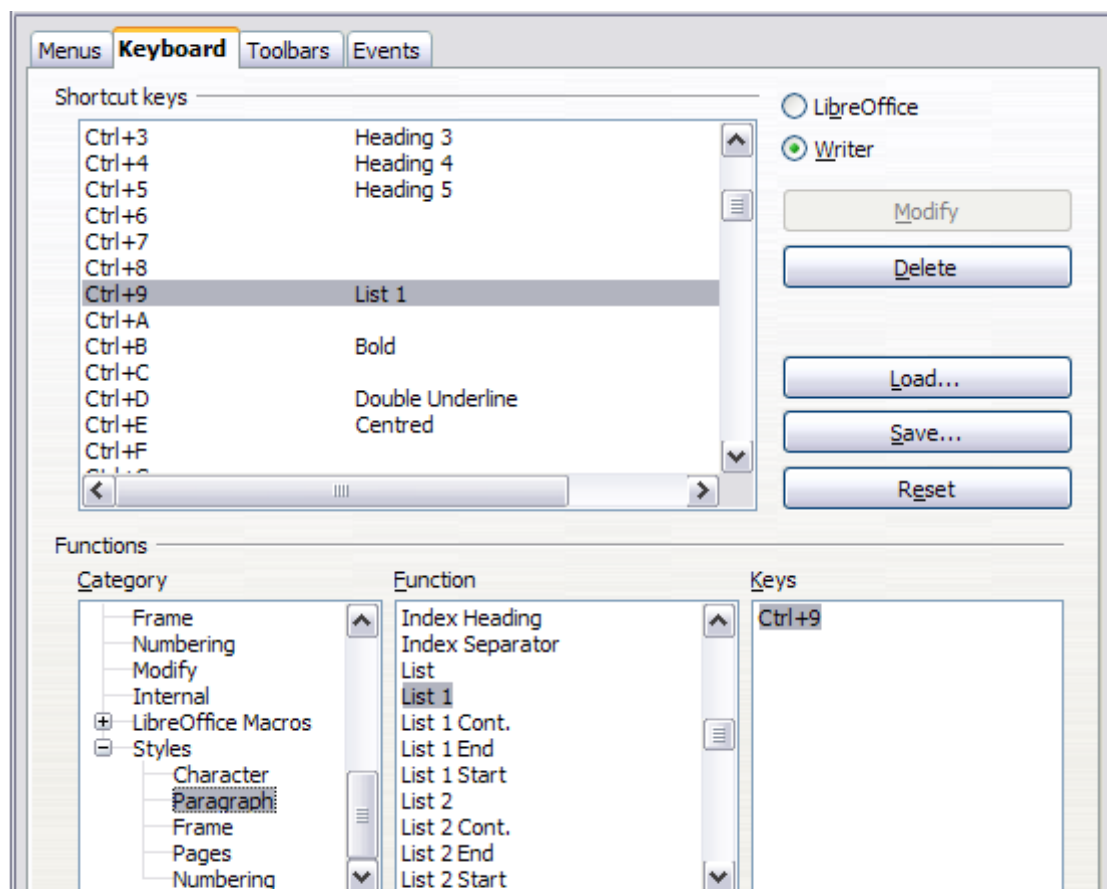 Menus Keyboard Toolbars Events
Shortcut keys
LibreOffice
Writer
Ctrl+3 Heading 3
Ctrl+4 Heading 4
Ctrl+5 Heading 5
Ctrl+6
Ctrl+7
Ctrl+8
Ctrl+9 List 1
Ctrl+A
Ctrl+B Bold
Ctrl+C
Ctrl+D Double Underline
Ctrl+E Centred
Ctrl+F
Modify
Delete
Load...
Save...
Reset
Functions
Category
Frame
Numbering
Modify
Internal
LibreOffice Macros
Styles
Character
Paragraph
Frame
Pages
Numbering
Function
Index Heading
Index Separator
List
List 1
List 1 Cont.
List 1 End
List 1 Start
List 2
List 2 Cont.
List 2 End
List 2 Start
Keys
Ctrl+9